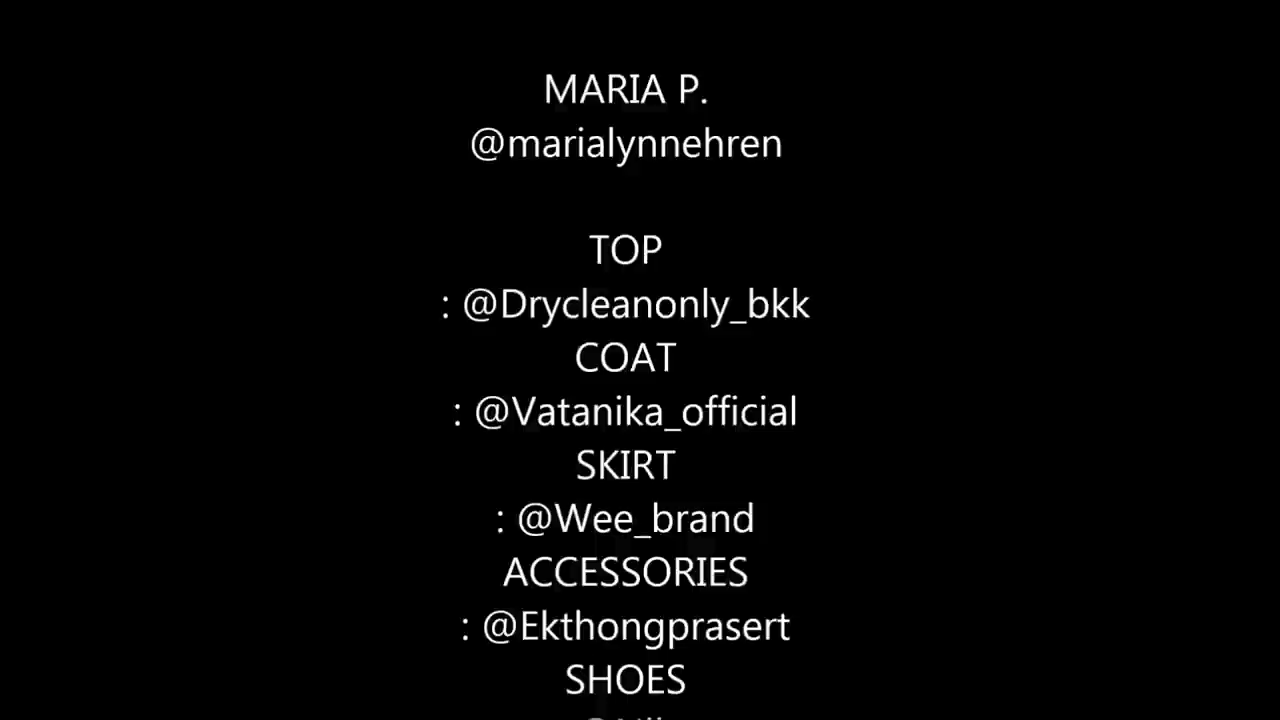 MARIA P.
@marialynnehren
TOP
: @Drycleanonly_bkk
COAT
: @Vatanika_official
SKIRT
: @Wee_brand
ACCESSORIES
: @Ekthongprasert
SHOES